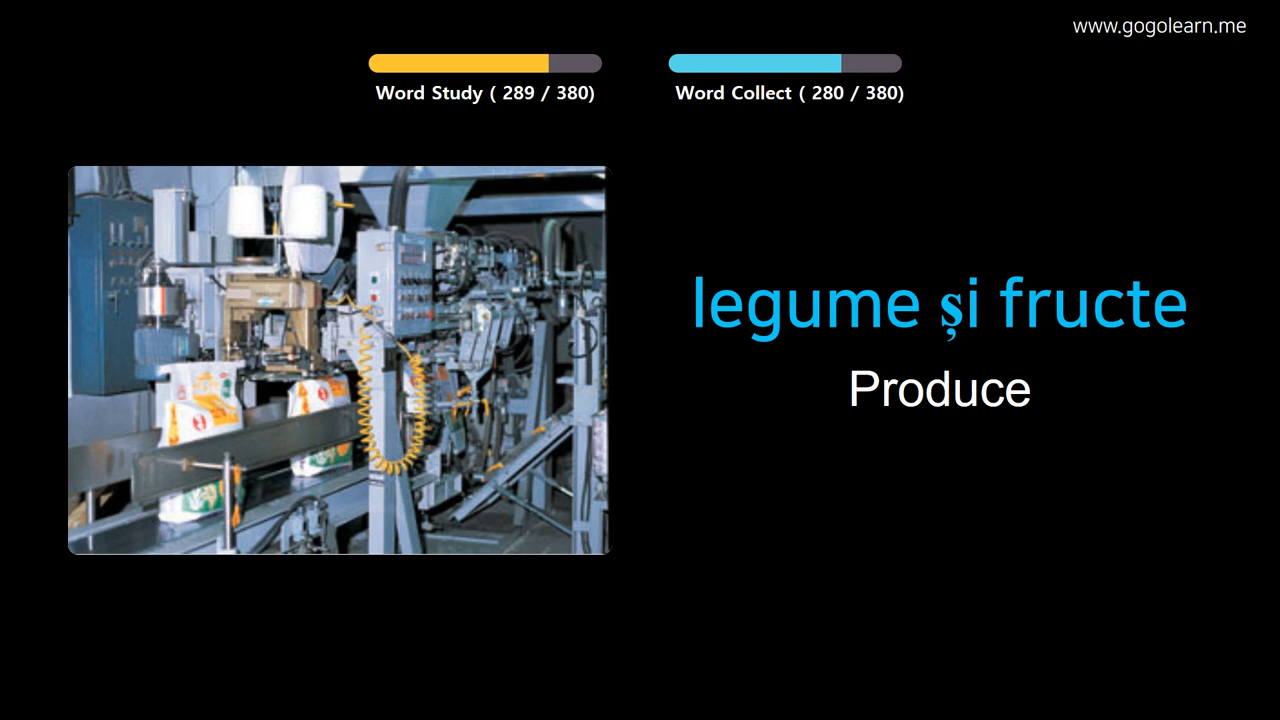 www.gogolearn.me
Word Study ( 289 / 380)
Word Collect ( 280 / 380)
legume și fructe
Produce